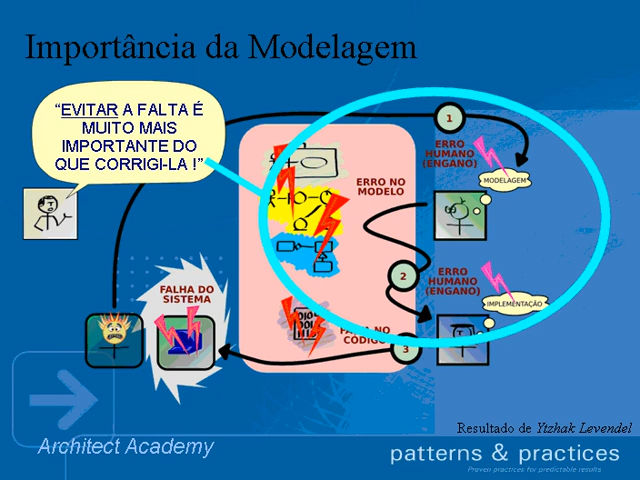 Importância da Modelagem
“EVITAR A FALTA É
MUITO MAIS
IMPORTANTE DO
QUE CORRIGI-LA !”
1
ERRO
HUMANO
(ENGANO)
MODELAGEM
ERRO NO
MODELO
2
ERRO
HUMANO
(ENGANO)
IMPLEMENTAÇÃO
FALHA DO
SISTEMA
NO
CÓDIGO
3
Resultado de Ytzhak Levendel
Architect Academy
patterns & practices
Proven practices for predictable results